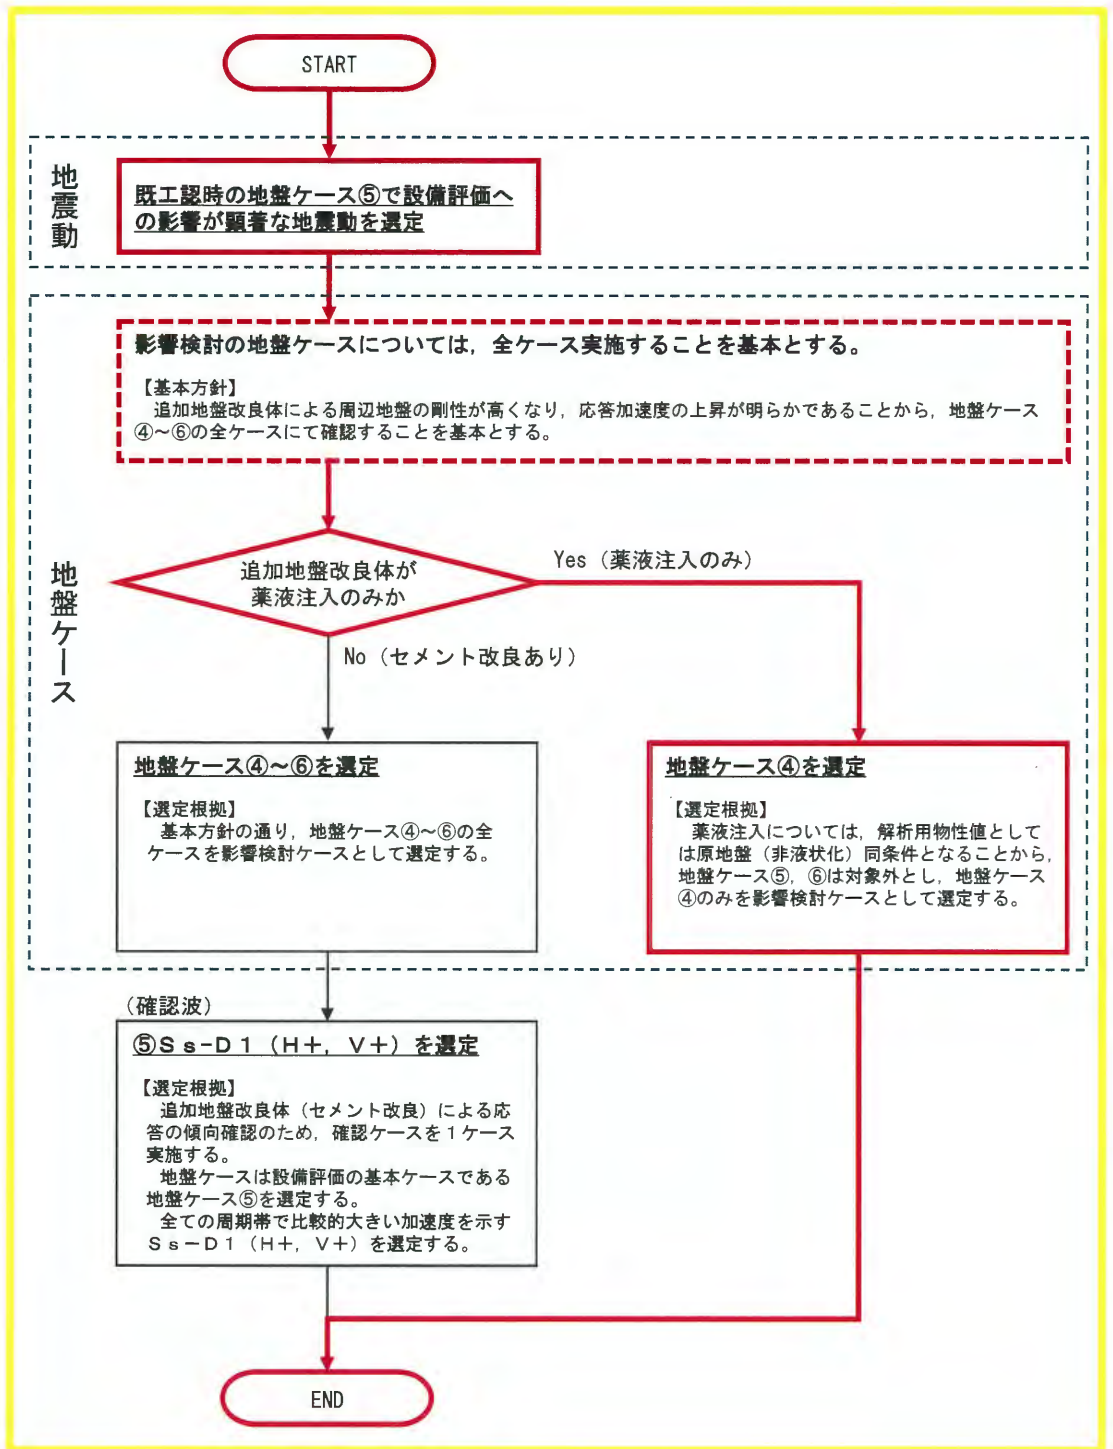 START
地震動
既工認時の地盤ケース⑤で設備評価へ
の影響が顕著な地震動を選定
地盤ケース
影響検討の地盤ケースについては，全ケース実施することを基本とする。
【基本方針】
追加地盤改良体による周辺地盤の剛性が高くなり，応答加速度の上昇が明らかであることから，地盤ケース
④～⑥の全ケースにて確認することを基本とする。
追加地盤改良体が
薬液注入のみか
Yes（薬液注入のみ）
No（セメント改良あり）
地盤ケース④～⑥を選定
【選定根拠】
基本方針の通り，地盤ケース④～⑥の全
ケースを影響検討ケースとして選定する。
地盤ケース④を選定
【選定根拠】
薬液注入については，解析用物性値として
は原地盤（非液状化）同条件となることから，
地盤ケース⑤，⑥は対象外とし，地盤ケース
④のみを影響検討ケースとして選定する。
（確認波）
⑤Ｓｓ-Ｄ１（Ｈ＋，Ｖ＋）を選定
【選定根拠】
追加地盤改良体（セメント改良）による応
答の傾向確認のため，確認ケースを１ケース
実施する。
地盤ケースは設備評価の基本ケースである
地盤ケース⑤を選定する。
全ての周期帯で比較的大きい加速度を示す
Ｓｓ－Ｄ１（Ｈ＋，Ｖ＋）を選定する。
END